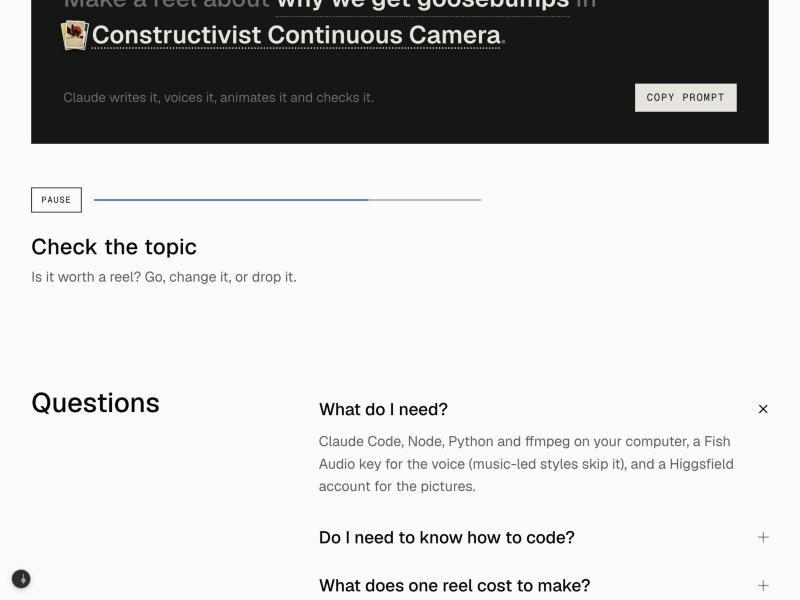 Make a reel about why we get goosebumps in
Constructivist Continuous Camera.
Claude writes it, voices it, animates it and checks it.
COPY PROMPT
PAUSE
Check the topic
Is it worth a reel? Go, change it, or drop it.
Questions
What do I need?
Claude Code, Node, Python and ffmpeg on your computer, a Fish
Audio key for the voice (music-led styles skip it), and a Higgsfield
account for the pictures.
Do I need to know how to code?
What does one reel cost to make?